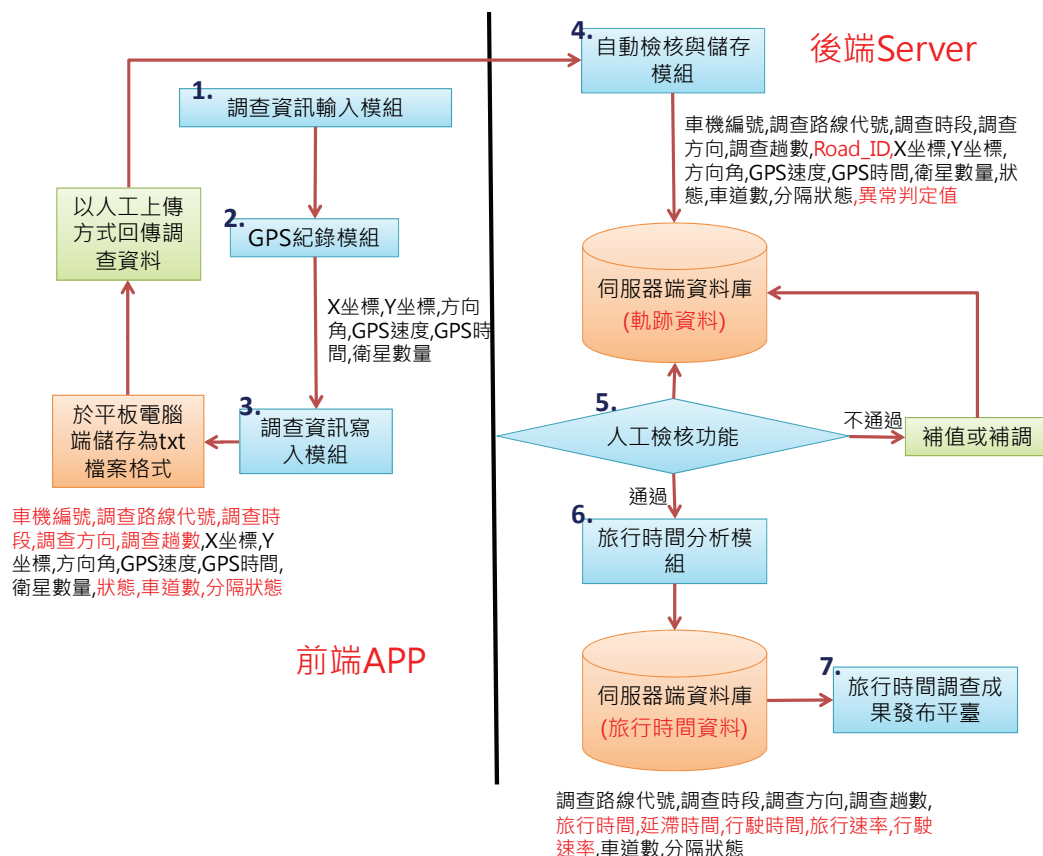 4.
自動檢核與儲存
模組
後端Server
1.
調查資訊輸入模組
車機編號,調查路線代號,調查時段,調查
方向,調查趟數,Road_ID,X坐標,Y坐標,
方向角,GPS速度,GPS時間,衛星數量,狀
態,車道數,分隔狀態,異常判定值
以人工上傳
方式回傳調
查資料
2.
GPS紀錄模組
X坐標,Y坐標,方向
角,GPS速度,GPS時
間,衛星數量
伺服器端資料庫
(軌跡資料)
於平板電腦
端儲存為txt
檔案格式
3.
調查資訊寫
入模組
5.
人工檢核功能
不通過
補值或補調
通過
車機編號,調查路線代號,調查時
段,調查方向,調查趟數,X坐標,Y
坐標,方向角,GPS速度,GPS時間,
衛星數量,狀態,車道數,分隔狀態
6.
旅行時間分析模
組
前端APP
伺服器端資料庫
(旅行時間資料)
7.
旅行時間調查成
果發布平臺
調查路線代號,調查時段,調查方向,調查趟數,
旅行時間,延滯時間,行駛時間,旅行速率,行駛
速率,車道數,分隔狀態